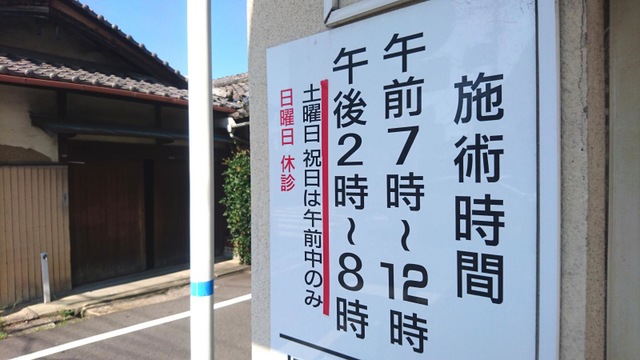 施術時間
午前7時~12時
午後2時~8時
土曜日 祝日は午前中のみ
日曜日 休診